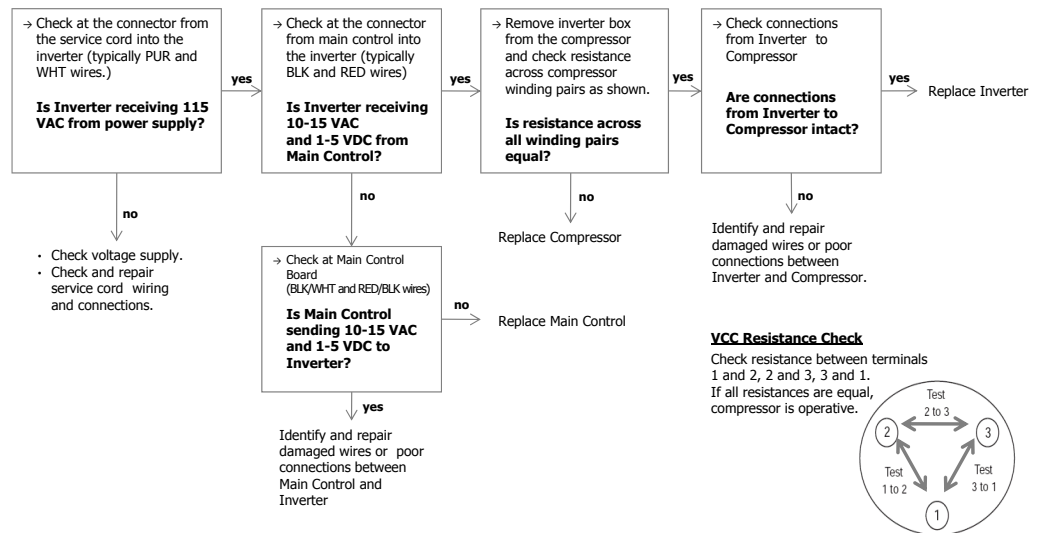 → Check at the connector from
the service cord into the
inverter (typically PUR and
WHT wires.)
Is Inverter receiving 115
VAC from power supply?
yes
→ Check at the connector
from main control into
the inverter (typically
BLK and RED wires)
Is Inverter receiving
10-15 VAC
and 1-5 VDC from
Main Control?
yes
→ Remove inverter box
from the compressor
and check resistance
across compressor
winding pairs as shown.
Is resistance across
all winding pairs
equal?
yes
→ Check connections
from Inverter to
Compressor
Are connections
from Inverter to
Compressor intact?
yes
Replace Inverter
no
· Check voltage supply.
· Check and repair
service cord wiring
and connections.
no
→ Check at Main Control
Board
(BLK/WHT and RED/BLK wires)
Is Main Control
sending 10-15 VAC
and 1-5 VDC to
Inverter?
no
Replace Main Control
yes
Identify and repair
damaged wires or poor
connections between
Main Control and
Inverter
no
Replace Compressor
no
Identify and repair
damaged wires or poor
connections between
Inverter and Compressor.
VCC Resistance Check
Check resistance between terminals
1 and 2, 2 and 3, 3 and 1.
If all resistances are equal,
compressor is operative.
Test
2 to 3
2
3
Test
1 to 2
Test
3 to 1
1